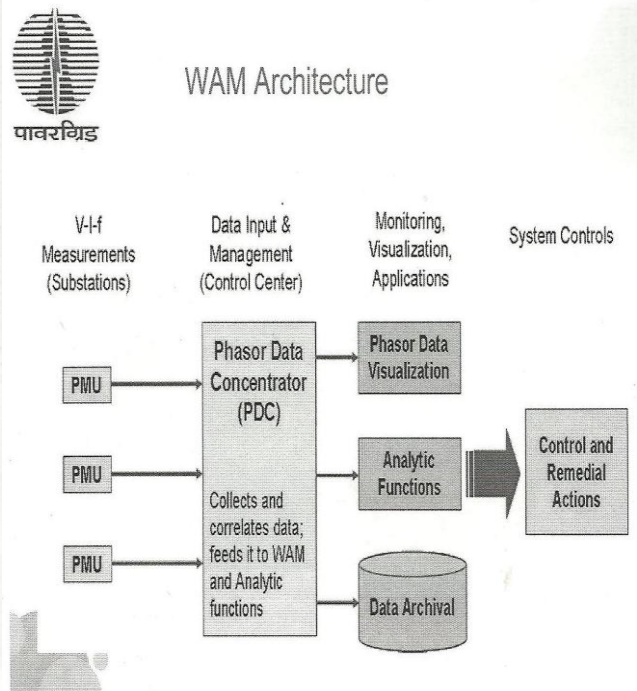 WAM Architecture
पावरग्रिड
V-I-f
Measurements
(Substations)
Data Input &
Management
(Control Center)
Monitoring,
Visualization,
Applications
System Controls
PMU
PMU
PMU
Phasor Data
Concentrator
(PDC)
Collects and
correlates data;
feeds it to WAM
and Analytic
functions
Phasor Data
Visualization
Analytic
Functions
Data Archival
Control and
Remedial
Actions